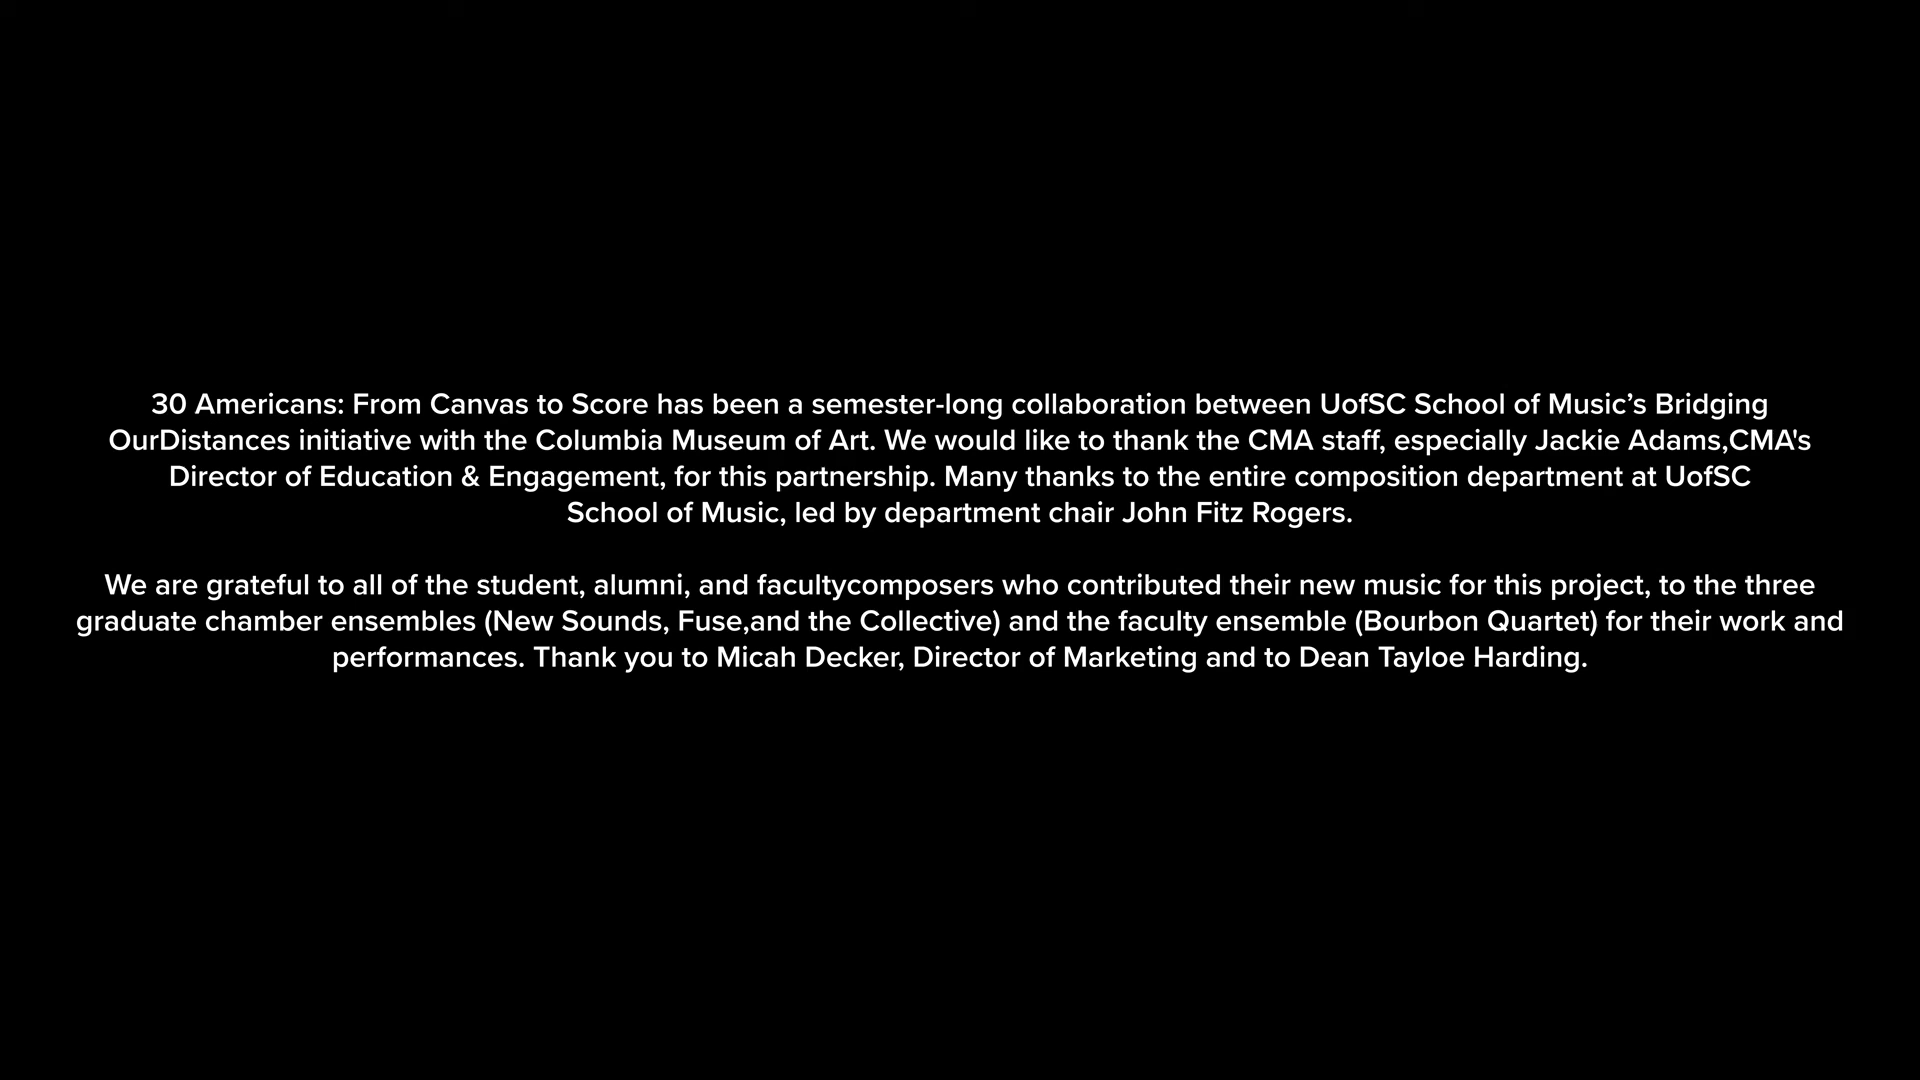 30 Americans: From Canvas to Score has been a semester-long collaboration between UofSC School of Music’s Bridging
OurDistances initiative with the Columbia Museum of Art. We would like to thank the CMA staff, especially Jackie Adams,CMA's
Director of Education & Engagement, for this partnership. Many thanks to the entire composition department at UofSC
School of Music, led by department chair John Fitz Rogers.
We are grateful to all of the student, alumni, and facultycomposers who contributed their new music for this project, to the three
graduate chamber ensembles (New Sounds, Fuse,and the Collective) and the faculty ensemble (Bourbon Quartet) for their work and
performances. Thank you to Micah Decker, Director of Marketing and to Dean Tayloe Harding.